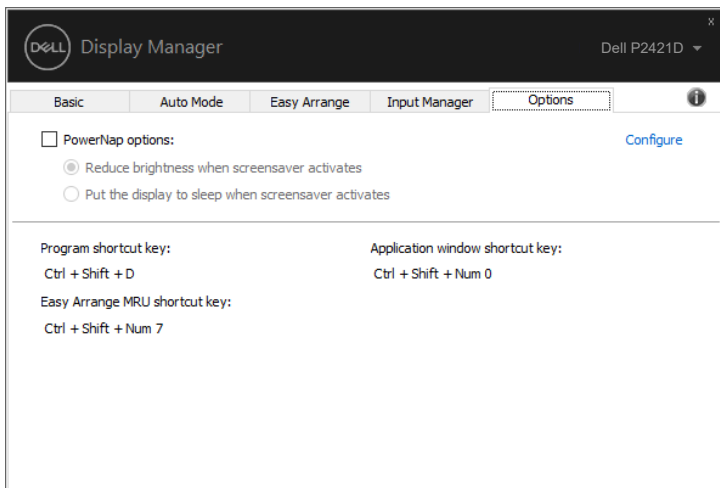 x
DELL Display Manager Dell P2421D
Basic Auto Mode Easy Arrange Input Manager Options i
PowerNap options: Configure
Reduce brightness when screensaver activates
Put the display to sleep when screensaver activates
Program shortcut key: Application window shortcut key:
Ctrl + Shift + D Ctrl + Shift + Num 0
Easy Arrange MRU shortcut key:
Ctrl + Shift + Num 7